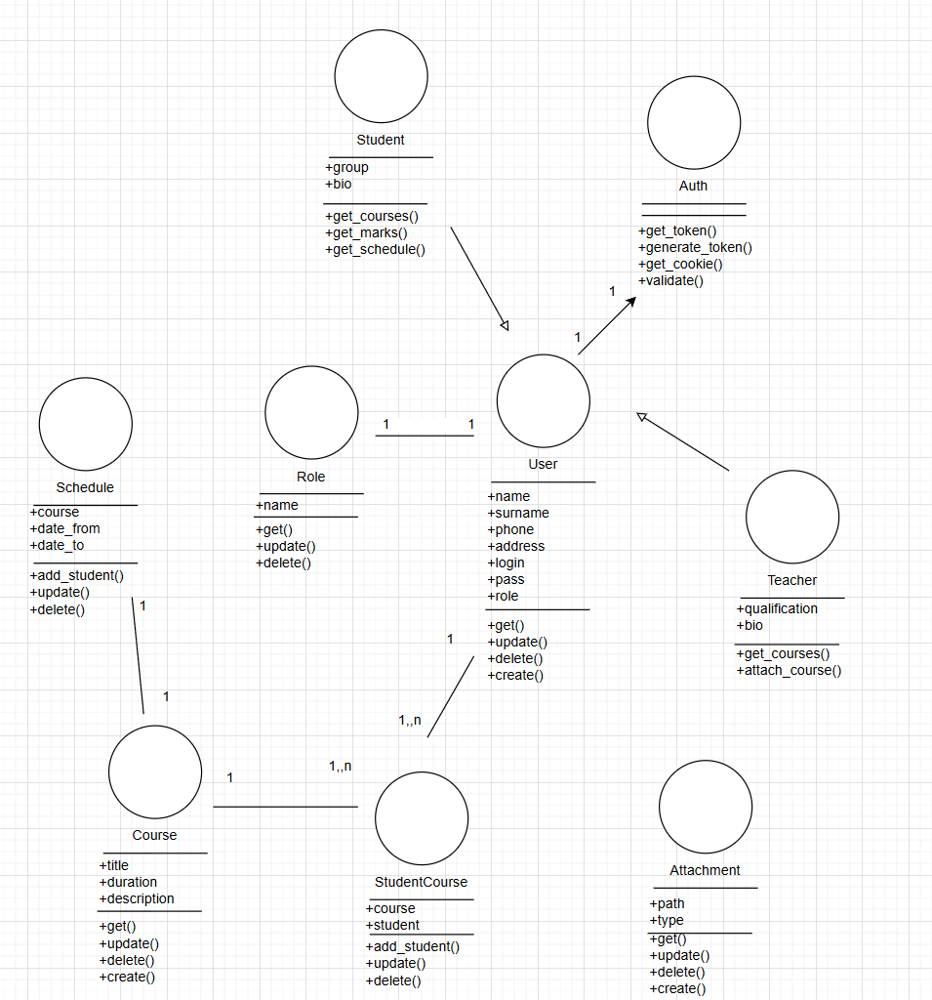 Student
+group
+bio
+get_courses()
+get_marks()
+get_schedule()
Auth
+get_token()
+generate_token()
+get_cookie()
+validate()
1
1
Schedule
+course
+date_from
+date_to
+add_student()
+update()
+delete()
Role
+name
+get()
+update()
+delete()
1
1
User
+name
+surname
+phone
+address
+login
+pass
+role
+get()
+update()
+delete()
+create()
Teacher
+qualification
+bio
+get_courses()
+attach_course()
1
1
1
1,,n
Course
+title
+duration
+description
+get()
+update()
+delete()
+create()
1
1,,n
StudentCourse
+course
+student
+add_student()
+update()
+delete()
Attachment
+path
+type
+get()
+update()
+delete()
+create()